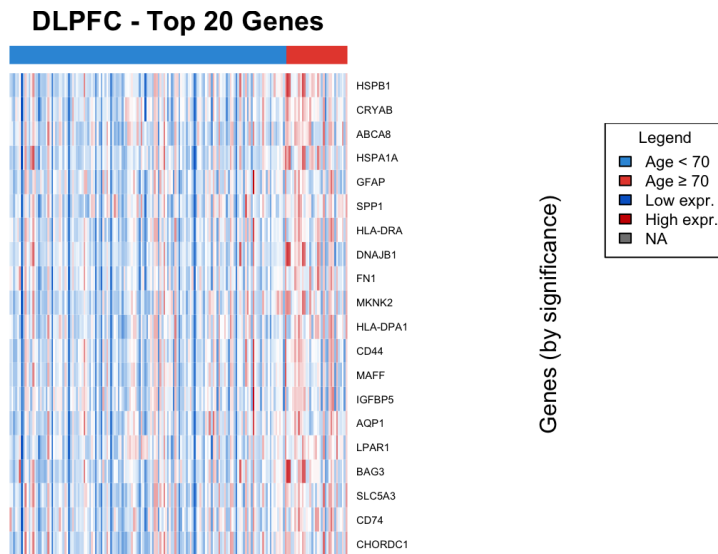 DLPFC - Top 20 Genes
HSPB1
CRYAB
ABCA8
HSPA1A
GFAP
SPP1
HLA-DRA
DNAJB1
FN1
MKNK2
HLA-DPA1
CD44
MAFF
IGFBP5
AQP1
LPAR1
BAG3
SLC5A3
CD74
CHORDC1
Genes (by significance)
Legend
Age < 70
Age ≥ 70
Low expr.
High expr.
NA